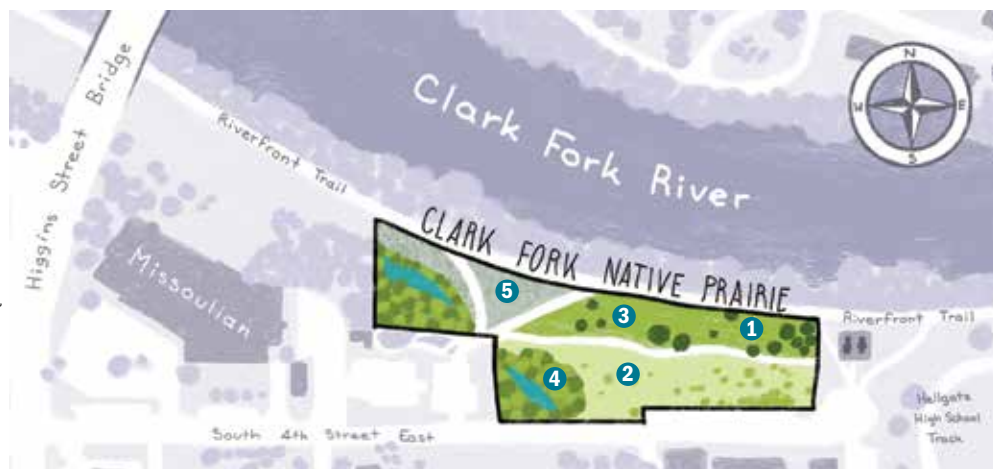 N
W E
S
Higgins Street Bridge
Clark Fork River
Riverfront Trail
Missoulian
CLARK FORK NATIVE PRAIRIE
5
3
1
4
2
Riverfront Trail
Hellgate
High School
Track
South 4th Street East